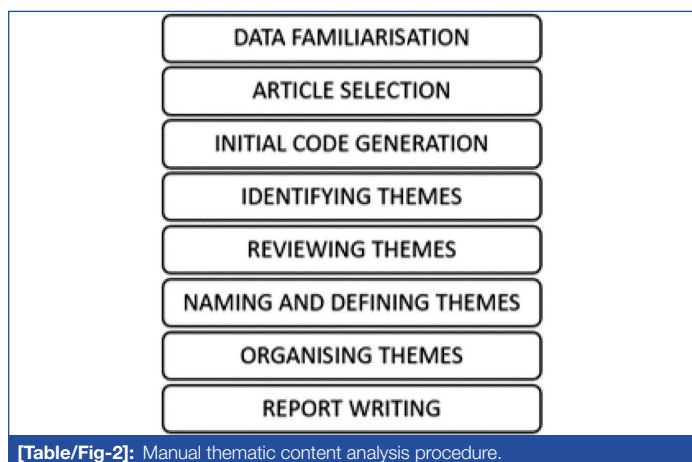 DATA FAMILIARISATION
ARTICLE SELECTION
INITIAL CODE GENERATION
IDENTIFYING THEMES
REVIEWING THEMES
NAMING AND DEFINING THEMES
ORGANISING THEMES
REPORT WRITING
[Table/Fig-2]: Manual thematic content analysis procedure.